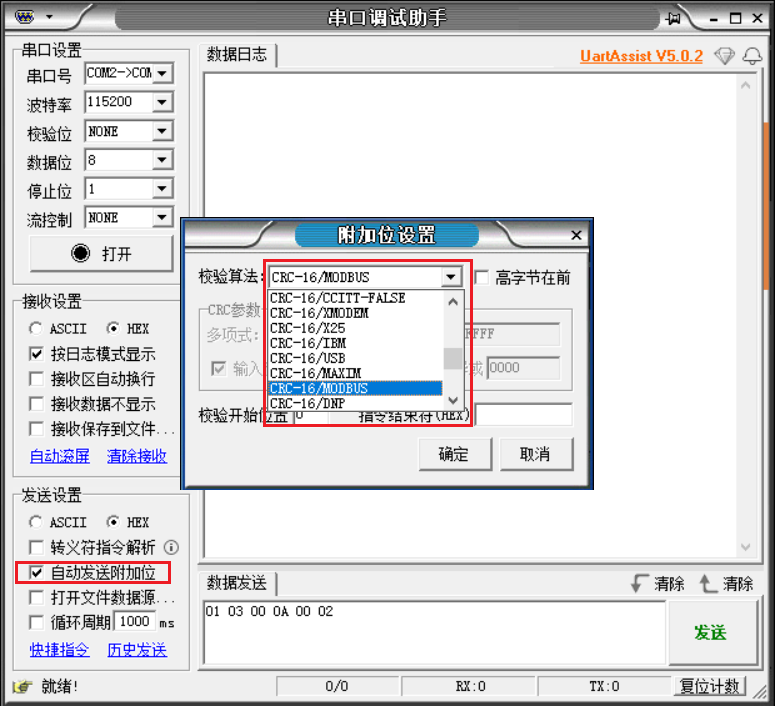 串口调试助手
串口设置
串口号 COM2->COM
波特率 115200
校验位 NONE
数据位 8
停止位 1
流控制 NONE
打开
接收设置
ASCII HEX
按日志模式显示
接收区自动换行
接收数据不显示
接收保存到文件...
自动滚屏 清除接收
发送设置
ASCII HEX
转义符指令解析
自动发送附加位
打开文件数据源...
循环周期 1000 ms
快捷指令 历史发送
数据日志
UartAssist V5.0.2
附加位设置
校验算法: CRC-16/MODBUS 高字节在前
CRC-16/CCITT-FALSE
CRC-16/XMODEM
CRC-16/X25
CRC-16/IBM
CRC-16/USB
CRC-16/MAXIM
CRC-16/MODBUS
CRC-16/DNP
CRC参数
多项式: FFFF
输入 或 0000
校验开始位置 0 指令结束符(HEX)
确定 取消
数据发送 清除 清除
01 03 00 0A 00 02
发送
就绪! 0/0 RX:0 TX:0 复位计数